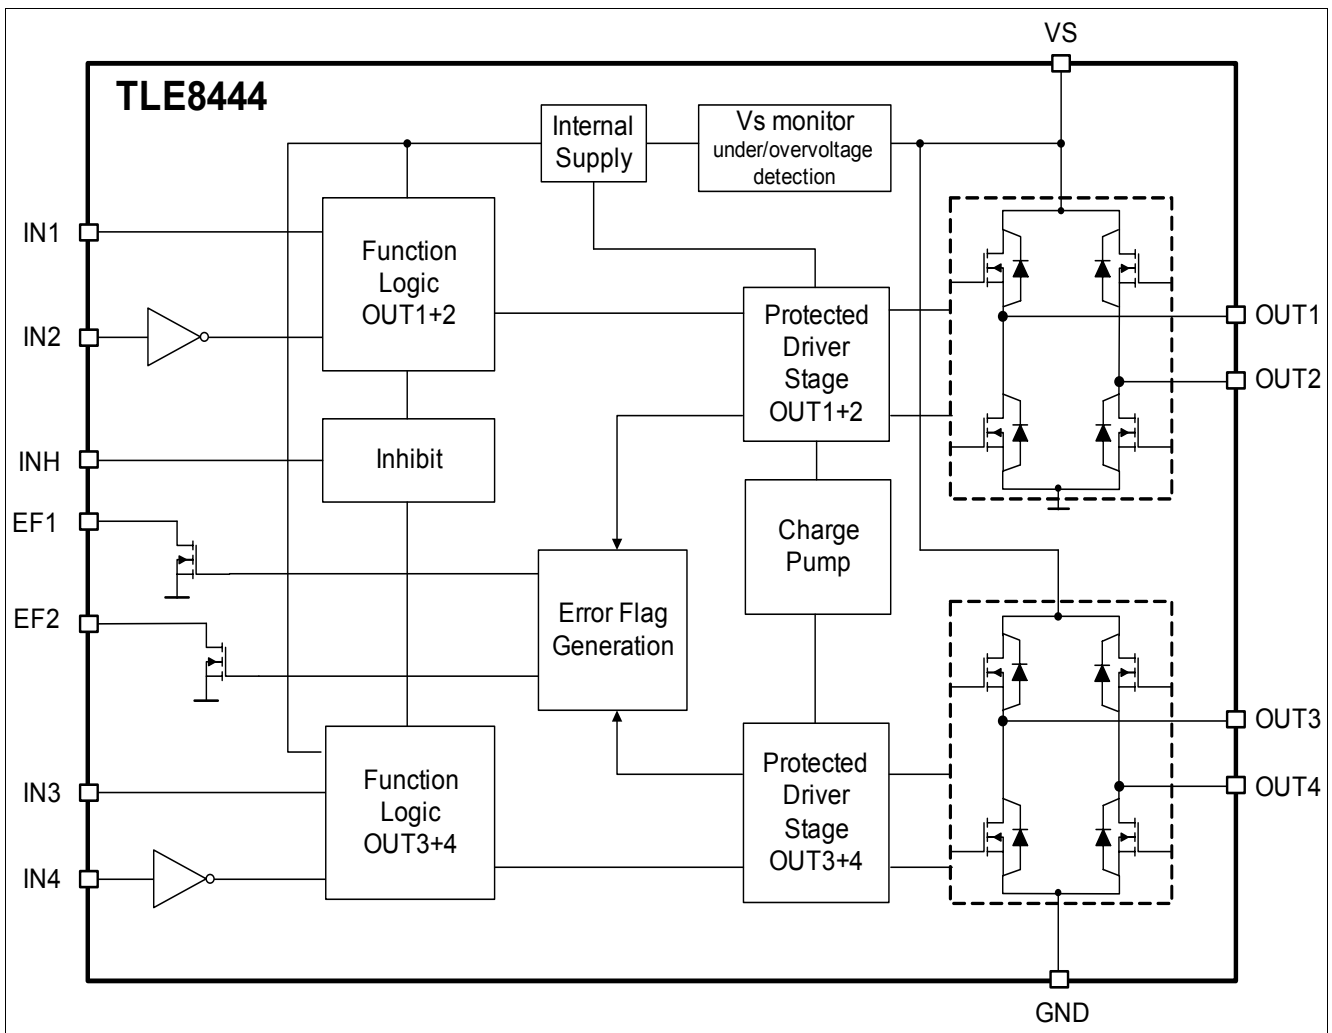 VS
TLE8444
Internal
Supply
Vs monitor
under/overvoltage
detection
IN1
Function
Logic
OUT1+2
IN2
Protected
Driver
Stage
OUT1+2
OUT1
OUT2
INH
Inhibit
EF1
Charge
Pump
EF2
Error Flag
Generation
OUT3
OUT4
IN3
Function
Logic
OUT3+4
Protected
Driver
Stage
OUT3+4
IN4
GND